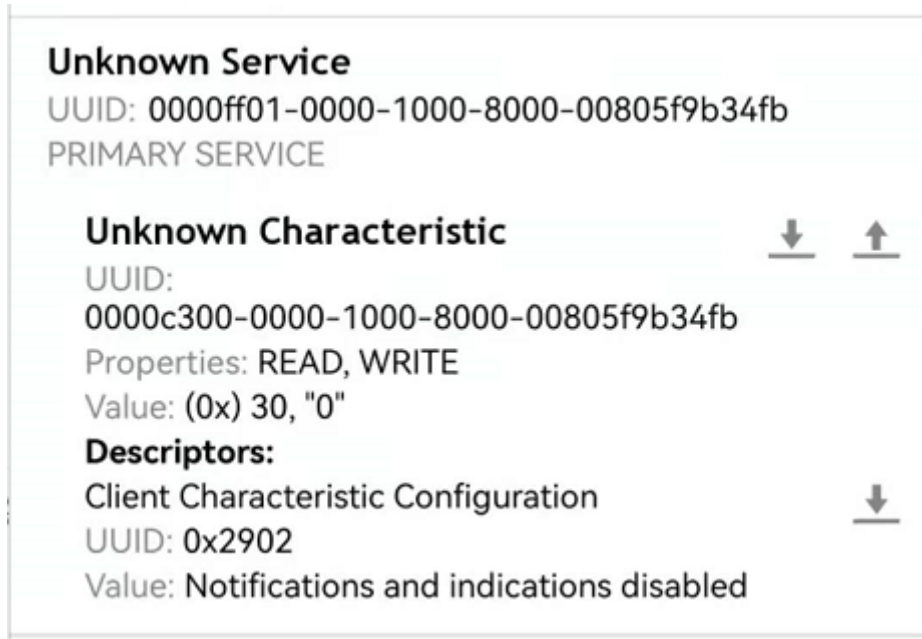 Unknown Service
UUID: 0000ff01-0000-1000-8000-00805f9b34fb
PRIMARY SERVICE
Unknown Characteristic
UUID:
0000c300-0000-1000-8000-00805f9b34fb
Properties: READ, WRITE
Value: (0x) 30, "0"
Descriptors:
Client Characteristic Configuration
UUID: 0x2902
Value: Notifications and indications disabled